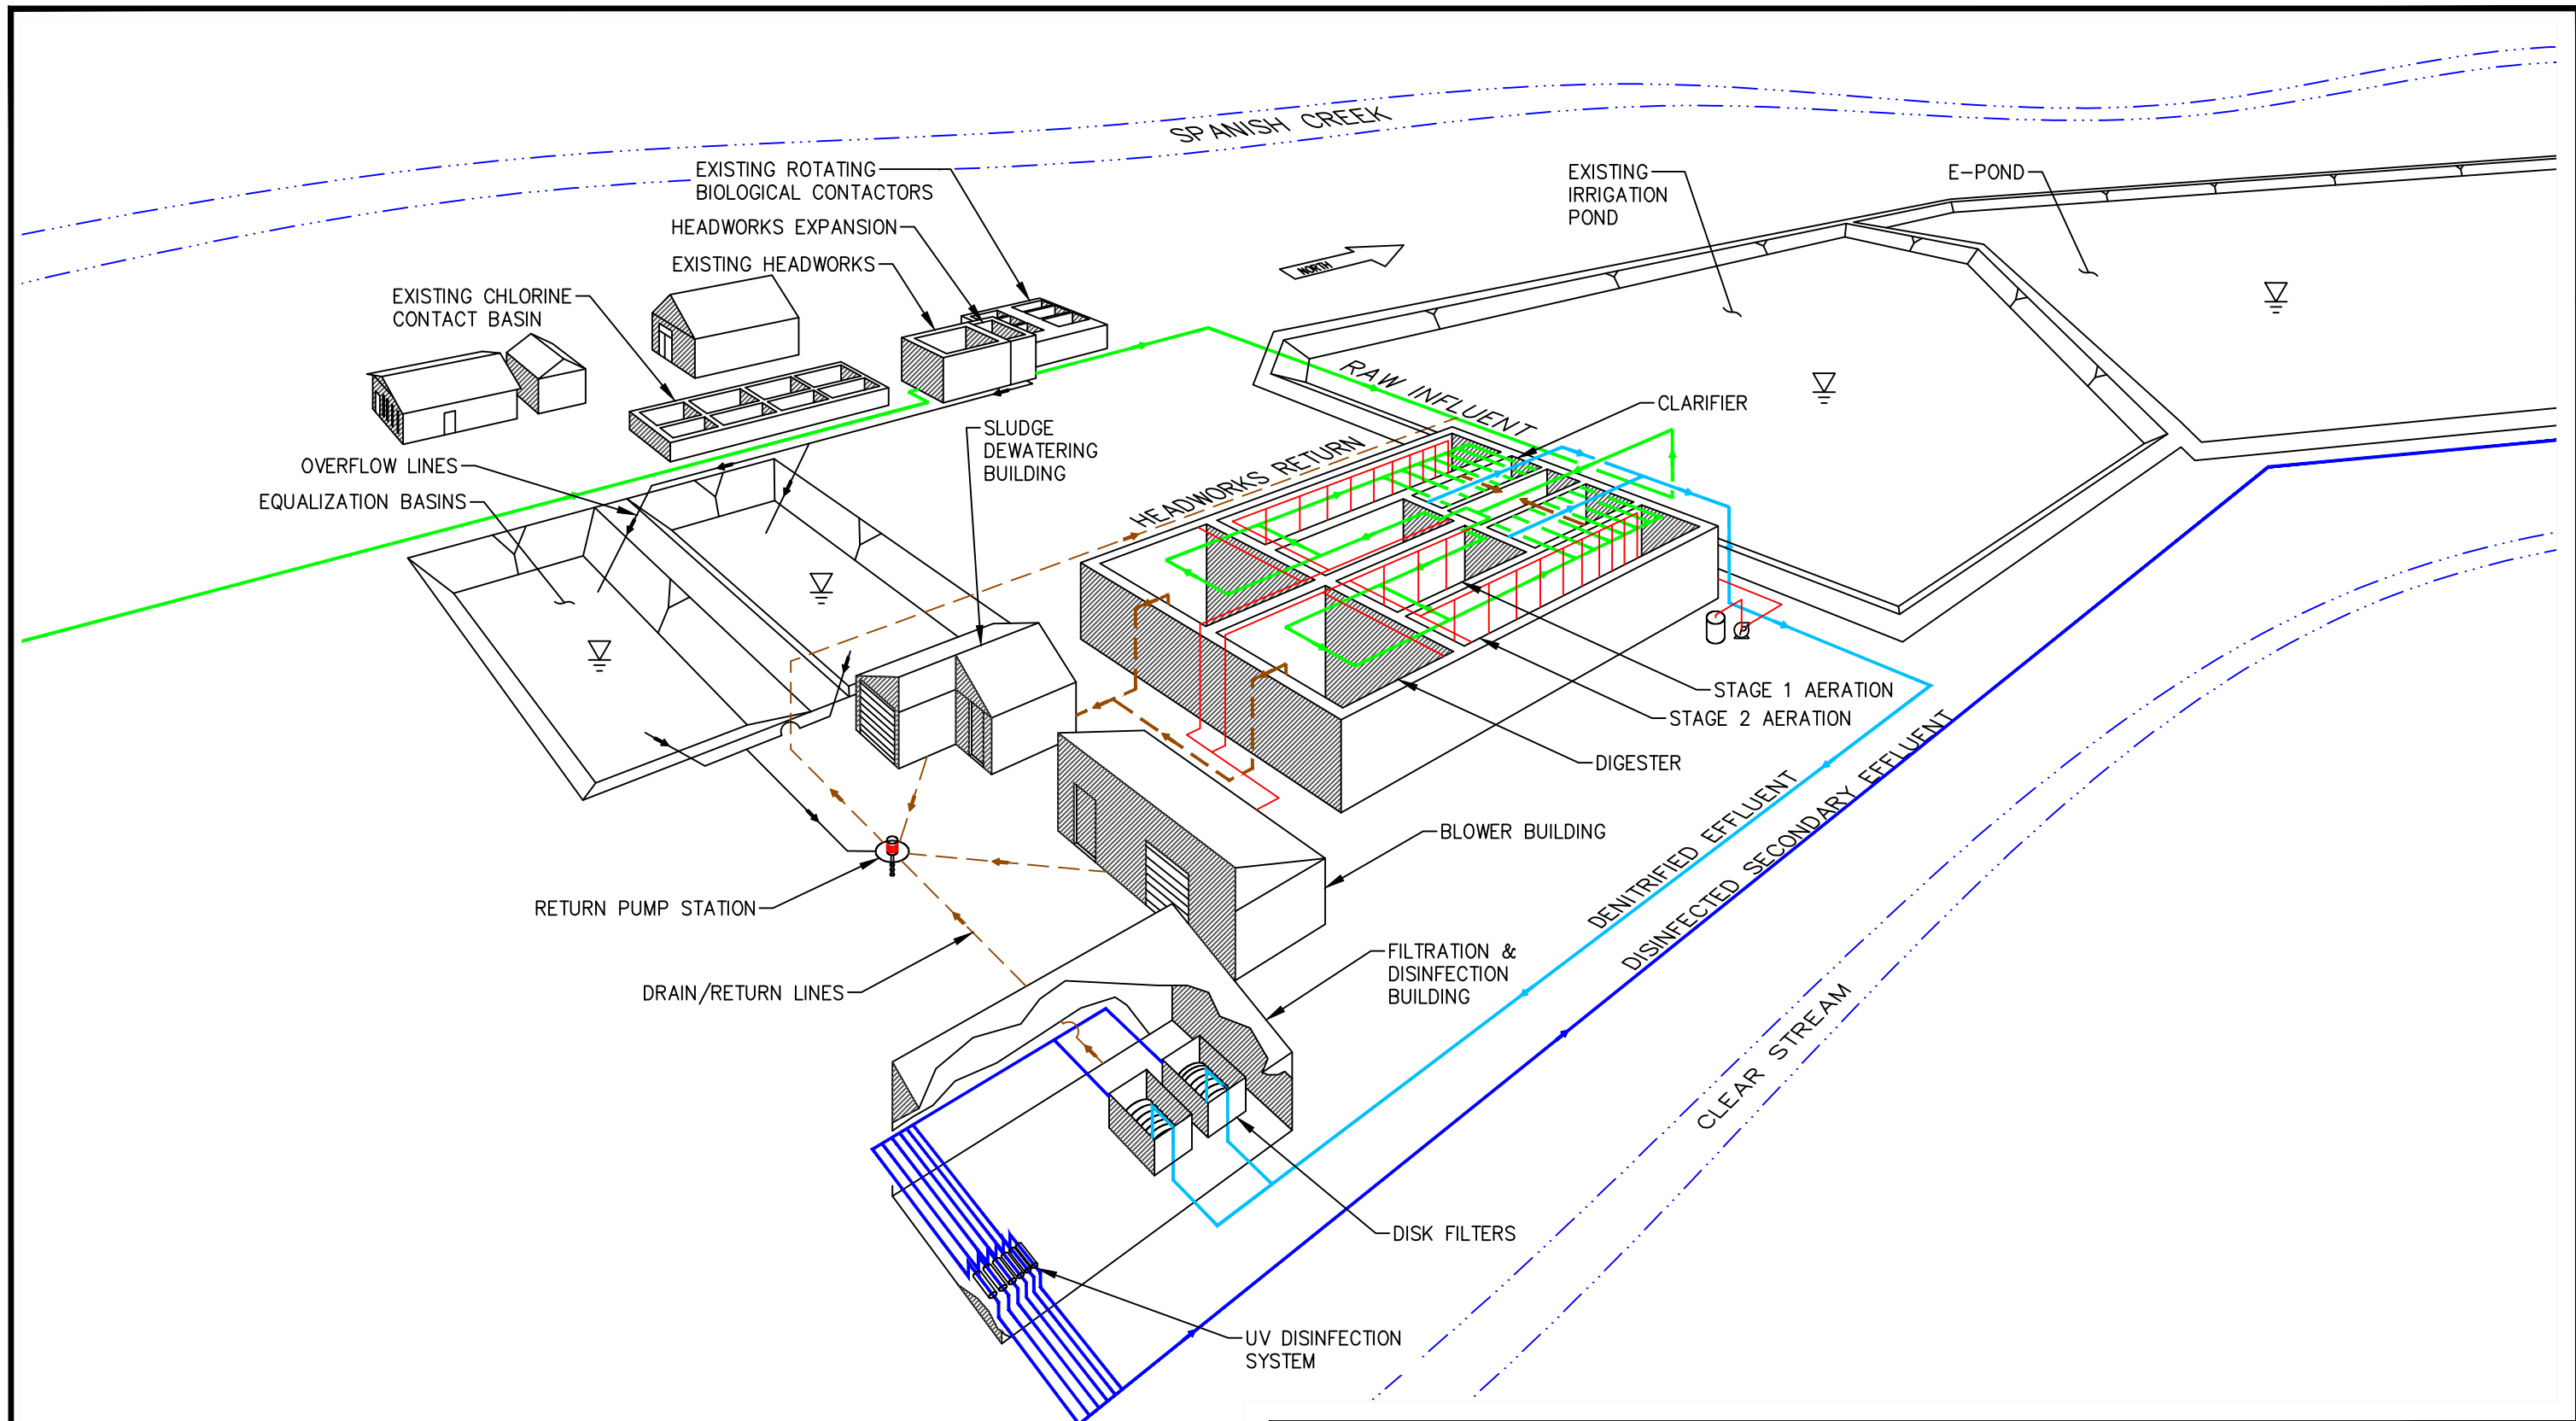 SPANISH CREEK
EXISTING ROTATING
BIOLOGICAL CONTACTORS
HEADWORKS EXPANSION
EXISTING HEADWORKS
EXISTING CHLORINE
CONTACT BASIN
EXISTING
IRRIGATION
POND
E-POND
NORTH
RAW INFLUENT
CLARIFIER
SLUDGE
DEWATERING
BUILDING
HEADWORKS RETURN
OVERFLOW LINES
EQUALIZATION BASINS
STAGE 1 AERATION
STAGE 2 AERATION
DIGESTER
BLOWER BUILDING
DENITRIFIED EFFLUENT
DISINFECTED SECONDARY EFFLUENT
RETURN PUMP STATION
FILTRATION &
DISINFECTION
BUILDING
DRAIN/RETURN LINES
CLEAR STREAM
DISK FILTERS
UV DISINFECTION
SYSTEM